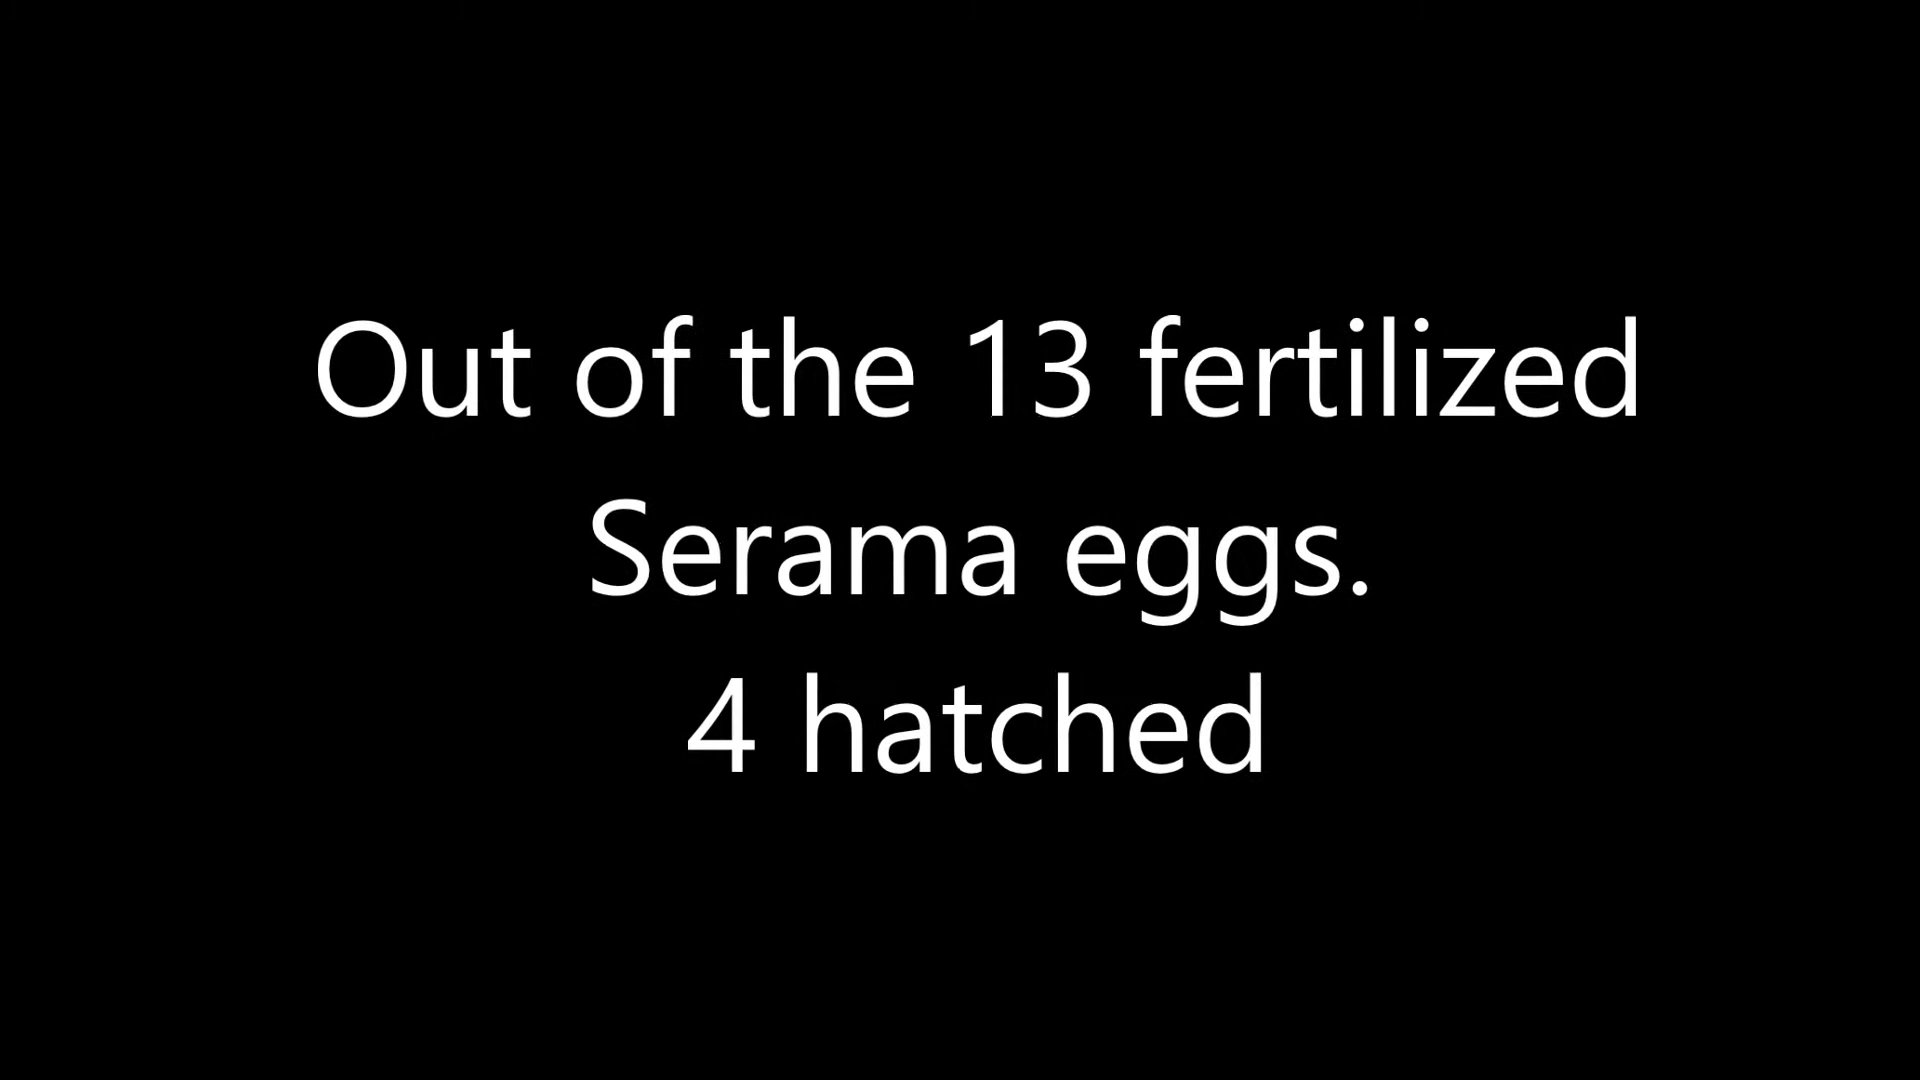 Out of the 13 fertilized
Serama eggs.
4 hatched